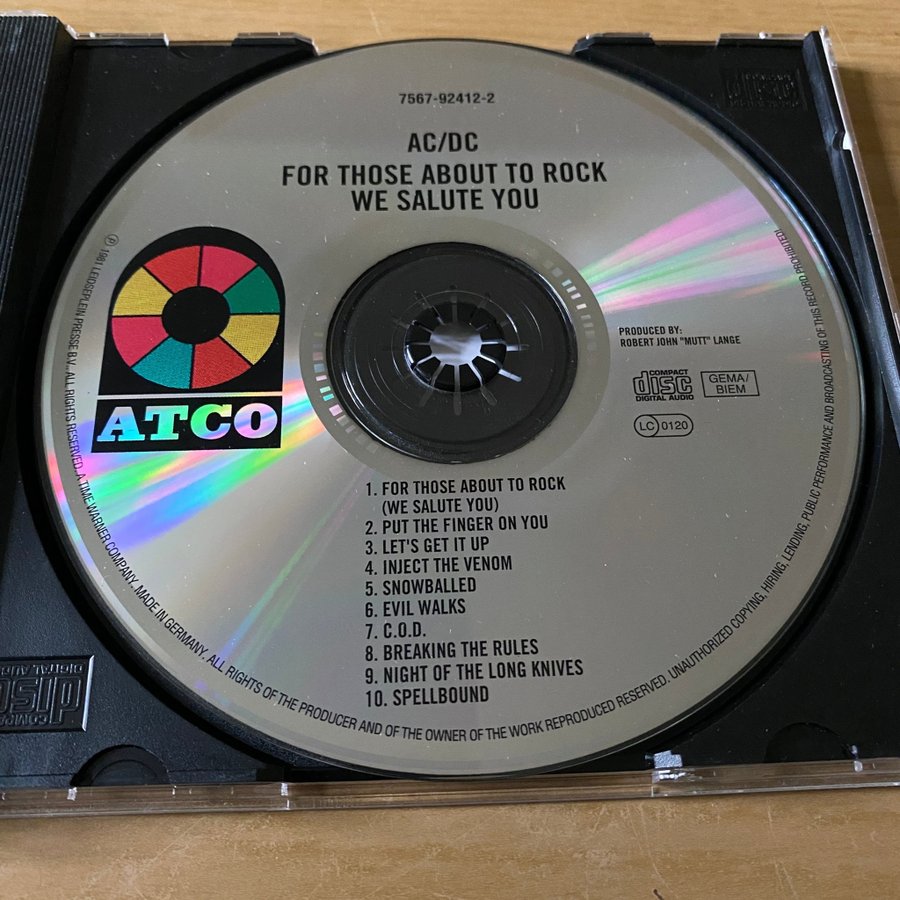 7567-92412-2
AC/DC
FOR THOSE ABOUT TO ROCK
WE SALUTE YOU
ATCO
PRODUCED BY:
ROBERT JOHN "MUTT" LANGE
COMPACT
disc
DIGITAL AUDIO
GEMA/
BIEM
LC 0120
1. FOR THOSE ABOUT TO ROCK
(WE SALUTE YOU)
2. PUT THE FINGER ON YOU
3. LET'S GET IT UP
4. INJECT THE VENOM
5. SNOWBALLED
6. EVIL WALKS
7. C.O.D.
8. BREAKING THE RULES
9. NIGHT OF THE LONG KNIVES
10. SPELLBOUND
℗ 1981 LEIDSEPLEIN PRESSE B.V.. ALL RIGHTS RESERVED. A TIME WARNER COMPANY. MADE IN GERMANY. ALL RIGHTS OF THE PRODUCER AND OF THE OWNER OF THE WORK REPRODUCED RESERVED. UNAUTHORIZED COPYING, HIRING, LENDING, PUBLIC PERFORMANCE AND BROADCASTING OF THIS RECORD PROHIBITED!
COMPACT
disc
DIGITAL AUDIO